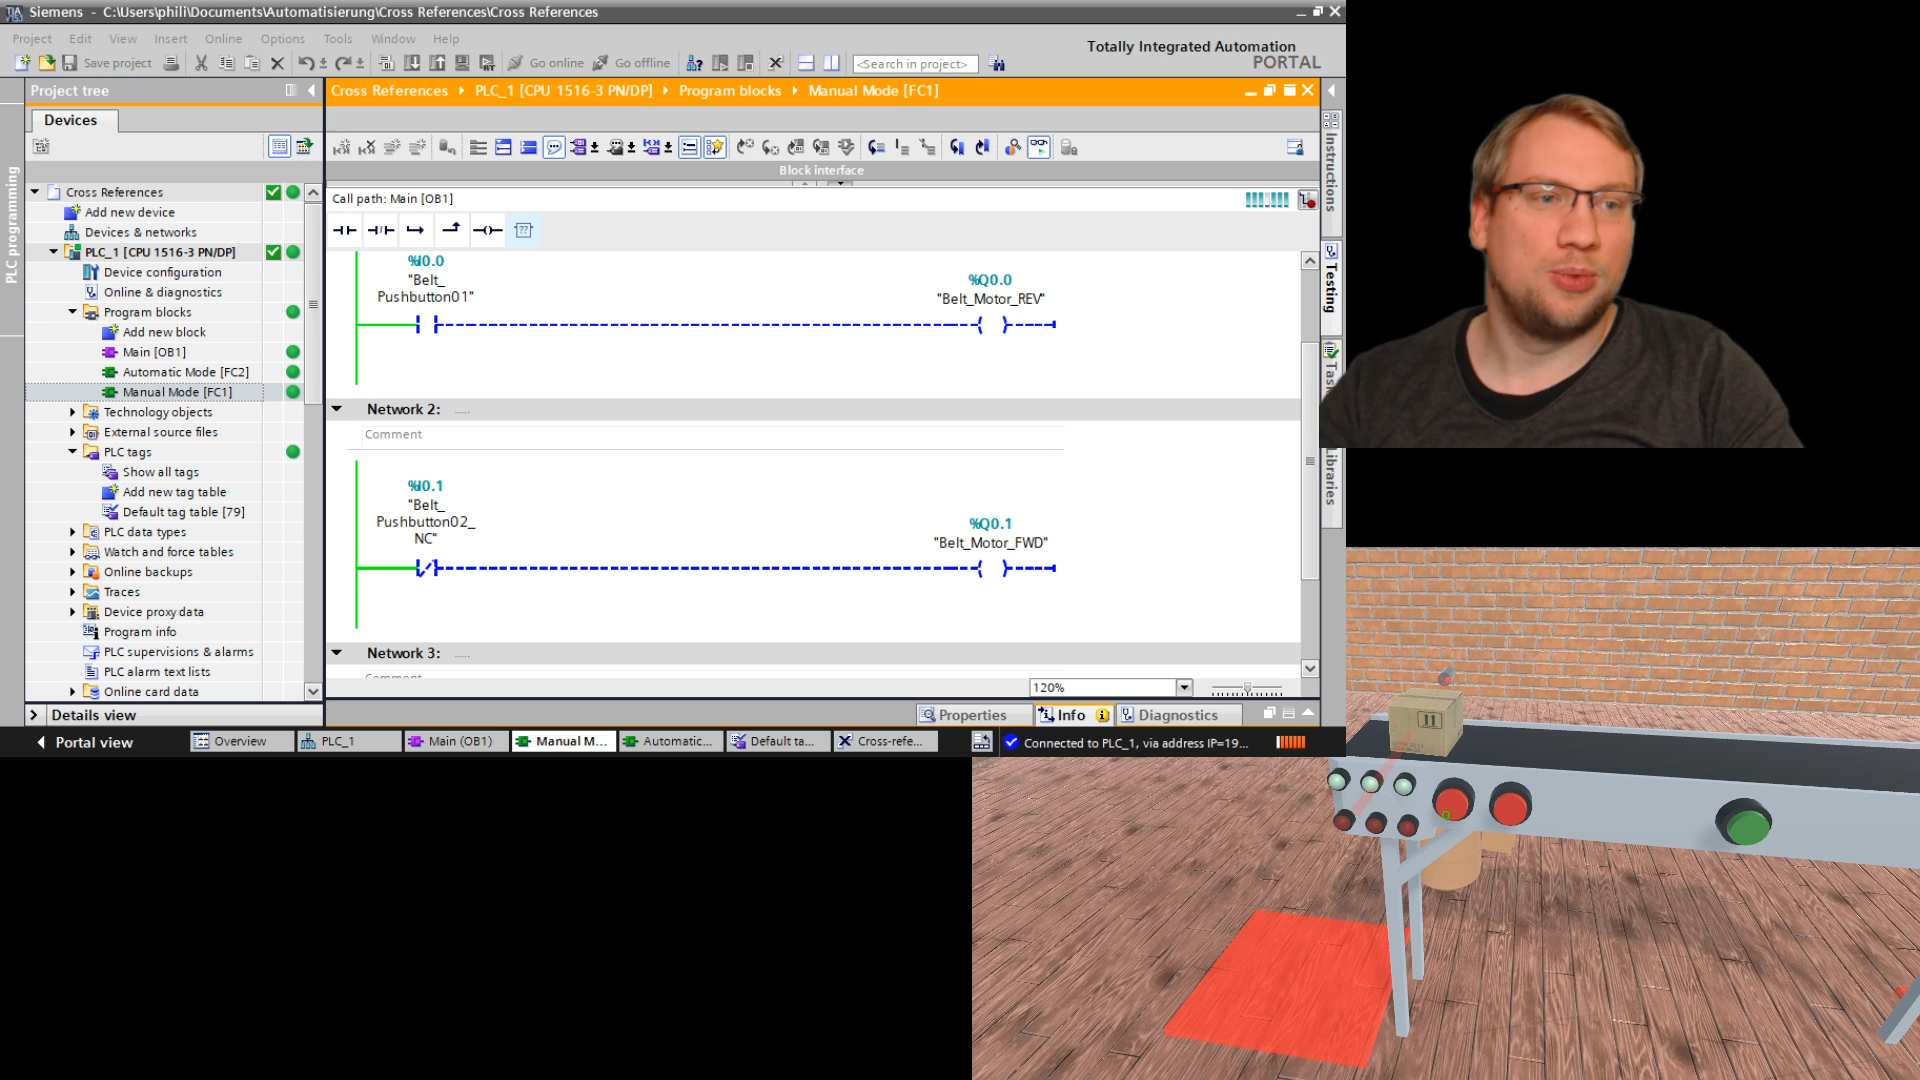 Siemens - C:\Users\phili\Documents\Automatisierung\Cross References\Cross References
Project Edit View Insert Online Options Tools Window Help
Totally Integrated Automation
PORTAL
Save project
Go online
Go offline
<Search in project>
Project tree
Cross References
PLC_1 [CPU 1516-3 PN/DP]
Program blocks
Manual Mode [FC1]
Devices
PLC programming
Block interface
Call path: Main [OB1]
Cross References
Add new device
Devices & networks
PLC_1 [CPU 1516-3 PN/DP]
Device configuration
Online & diagnostics
Program blocks
Add new block
Main [OB1]
Automatic Mode [FC2]
Manual Mode [FC1]
Technology objects
External source files
PLC tags
Show all tags
Add new tag table
Default tag table [79]
PLC data types
Watch and force tables
Online backups
Traces
Device proxy data
Program info
PLC supervisions & alarms
PLC alarm text lists
Online card data
Details view
%I0.0
"Belt_
Pushbutton01"
%Q0.0
"Belt_Motor_REV"
Network 2: .....
Comment
%I0.1
"Belt_
Pushbutton02_
NC"
%Q0.1
"Belt_Motor_FWD"
Network 3: .....
Comment
120%
Instructions
Testing
Libraries
Properties
Info
Diagnostics
Portal view
Overview
PLC_1
Main (OB1)
Manual M...
Automatic...
Default ta...
Cross-refe...
Connected to PLC_1, via address IP=19...